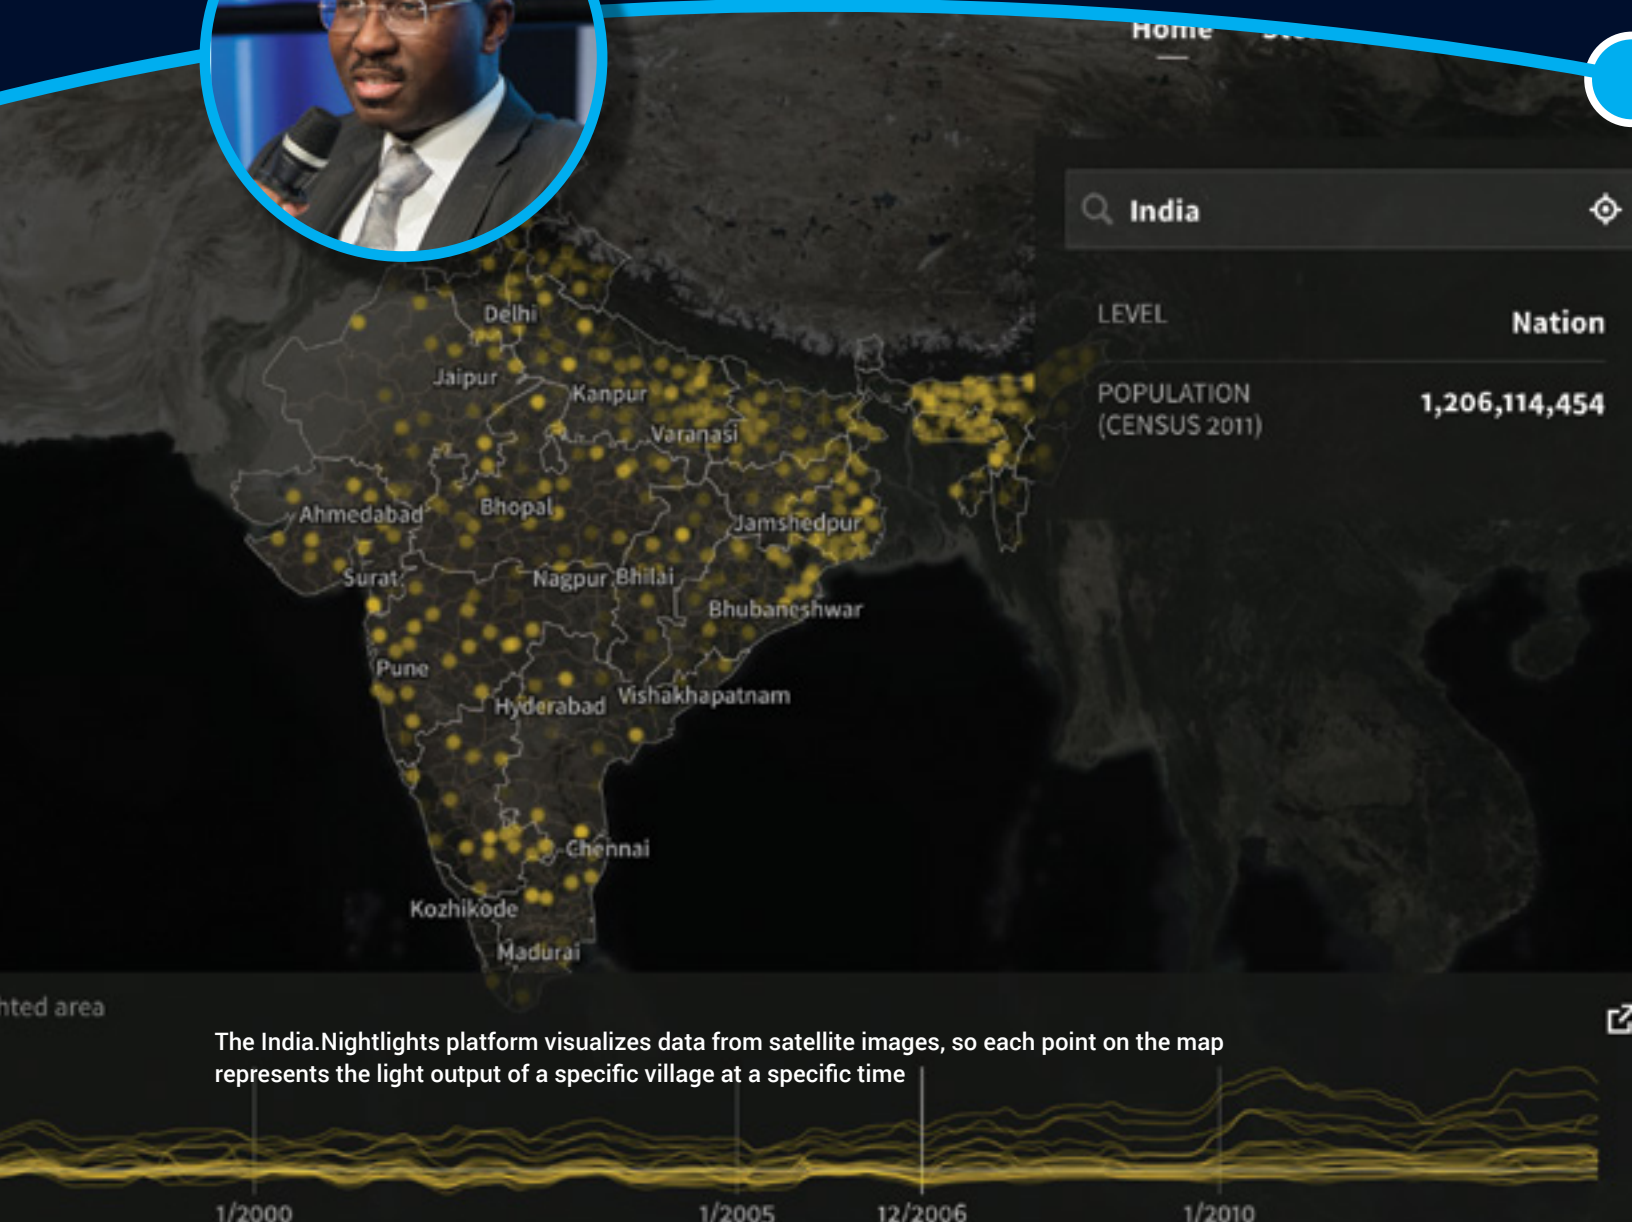 Home
India
LEVEL
Nation
POPULATION
(CENSUS 2011)
1,206,114,454
Delhi
Jaipur
Kanpur
Varanasi
Ahmedabad
Bhopal
Jamshedpur
Surat
Nagpur
Bhilai
Bhubaneshwar
Pune
Hyderabad
Vishakhapatnam
Chennai
Kozhikode
Madurai
area
The India.Nightlights platform visualizes data from satellite images, so each point on the map
represents the light output of a specific village at a specific time
1/2000
1/2005
12/2006
1/2010